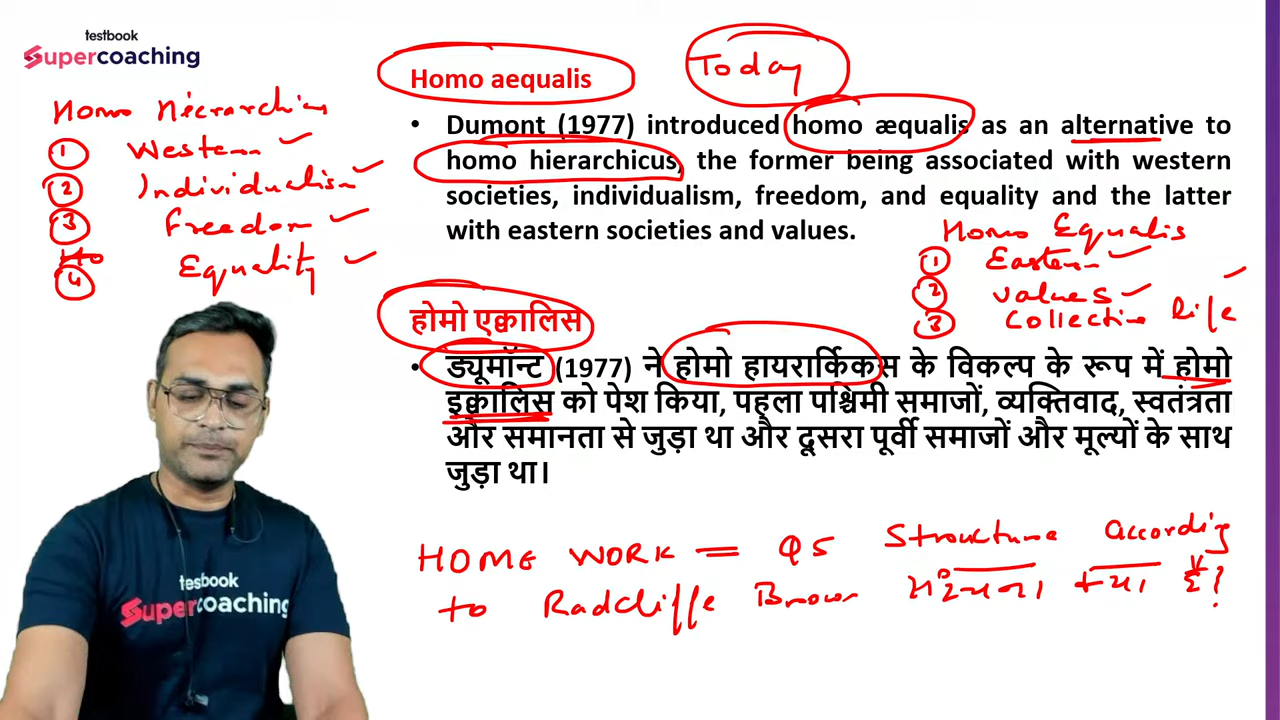 testbook
Supercoaching
Homo aequalis
Today
Homo Hierarchius
1 Western
2 Individualism
3 Freedom
4 Equality
• Dumont (1977) introduced homo æqualis as an alternative to
homo hierarchicus, the former being associated with western
societies, individualism, freedom, and equality and the latter
with eastern societies and values.
Homo Equalis
1 Eastern
2 values
3 Collective life
होमो एक्वालिस
• ड्यूमॉन्ट (1977) ने होमो हायरार्किकस के विकल्प के रूप में होमो
इक्वालिस को पेश किया, पहला पश्चिमी समाजों, व्यक्तिवाद, स्वतंत्रता
और समानता से जुड़ा था और दूसरा पूर्वी समाजों और मूल्यों के साथ
जुड़ा था।
HOME WORK = Q5 Structure according
to Radcliffe Brown संरचना क्या है?
testbook
Supercoaching